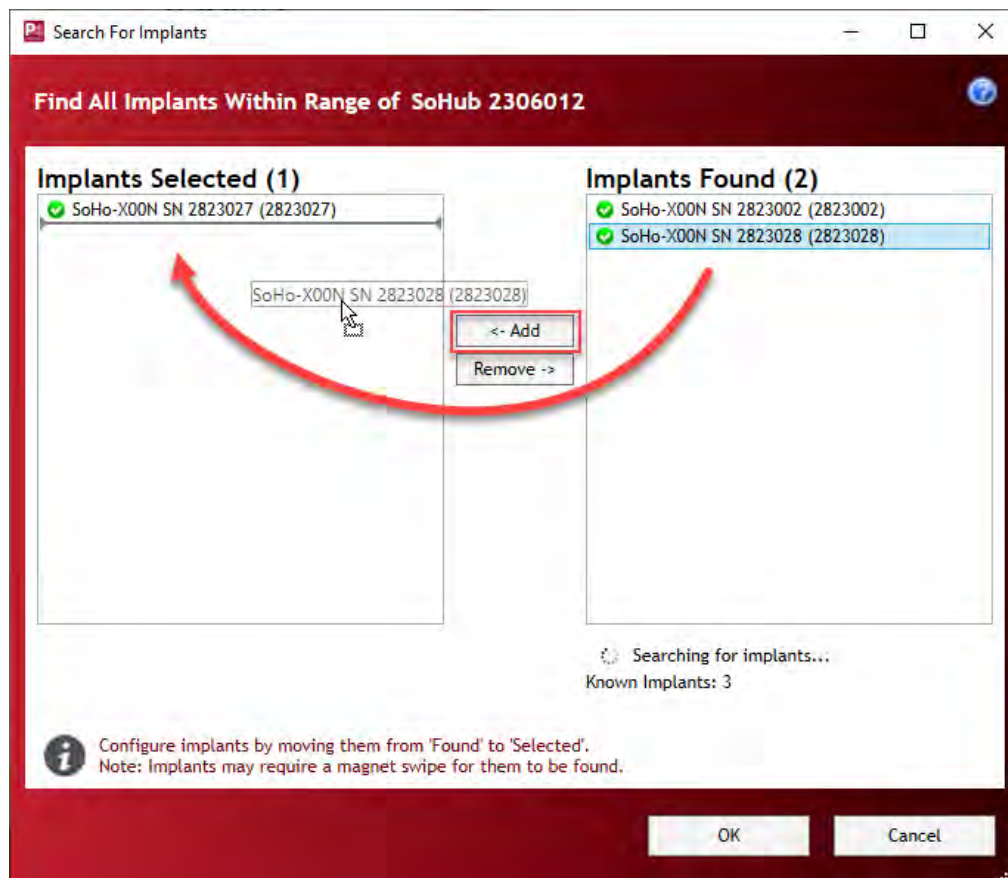 Search For Implants
Find All Implants Within Range of SoHub 2306012
Implants Selected (1)
SoHo-X00N SN 2823027 (2823027)
SoHo-X00N SN 2823028 (2823028)
<- Add
Remove ->
Implants Found (2)
SoHo-X00N SN 2823002 (2823002)
SoHo-X00N SN 2823028 (2823028)
Searching for implants...
Known Implants: 3
Configure implants by moving them from 'Found' to 'Selected'.
Note: Implants may require a magnet swipe for them to be found.
OK
Cancel